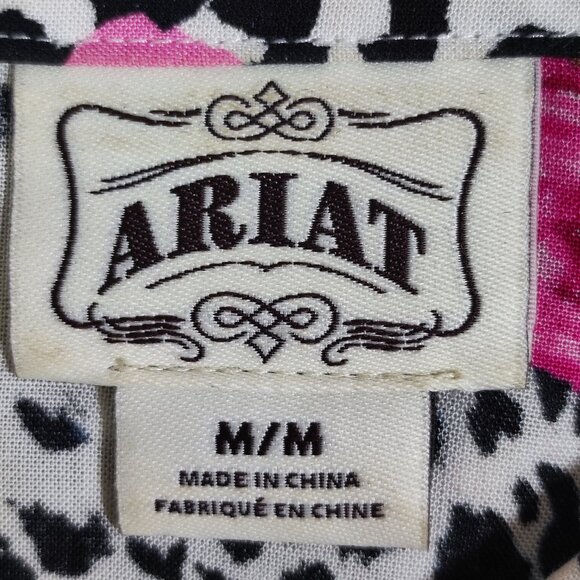 ARIAT
M/M
MADE IN CHINA
FABRIQUÉ EN CHINE